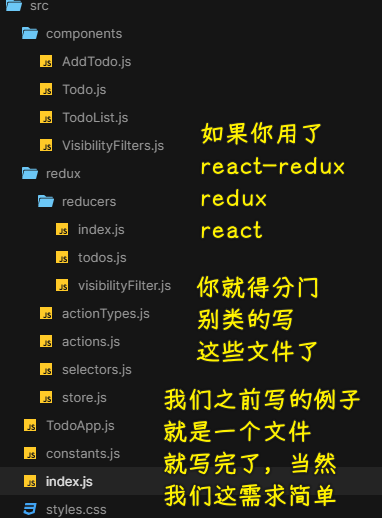 src
components
AddTodo.js
Todo.js
TodoList.js
VisibilityFilters.js
redux
reducers
index.js
todos.js
visibilityFilter.js
actionTypes.js
actions.js
selectors.js
store.js
TodoApp.js
constants.js
index.js
styles.css
如果你用了
react-redux
redux
react
你就得分门
别类的写
这些文件了
我们之前写的例子
就是一个文件
就写完了，当然
我们这需求简单